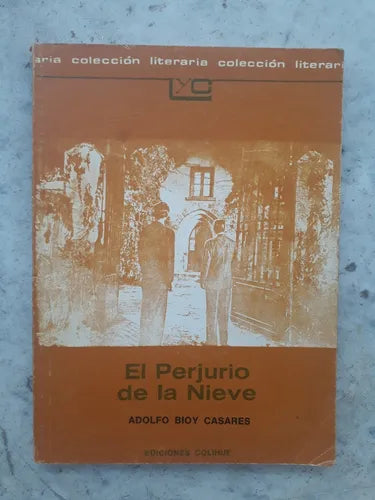 aria colección literaria colección literari
LyC
El Perjurio
de la Nieve
ADOLFO BIOY CASARES
EDICIONES COLIHUE